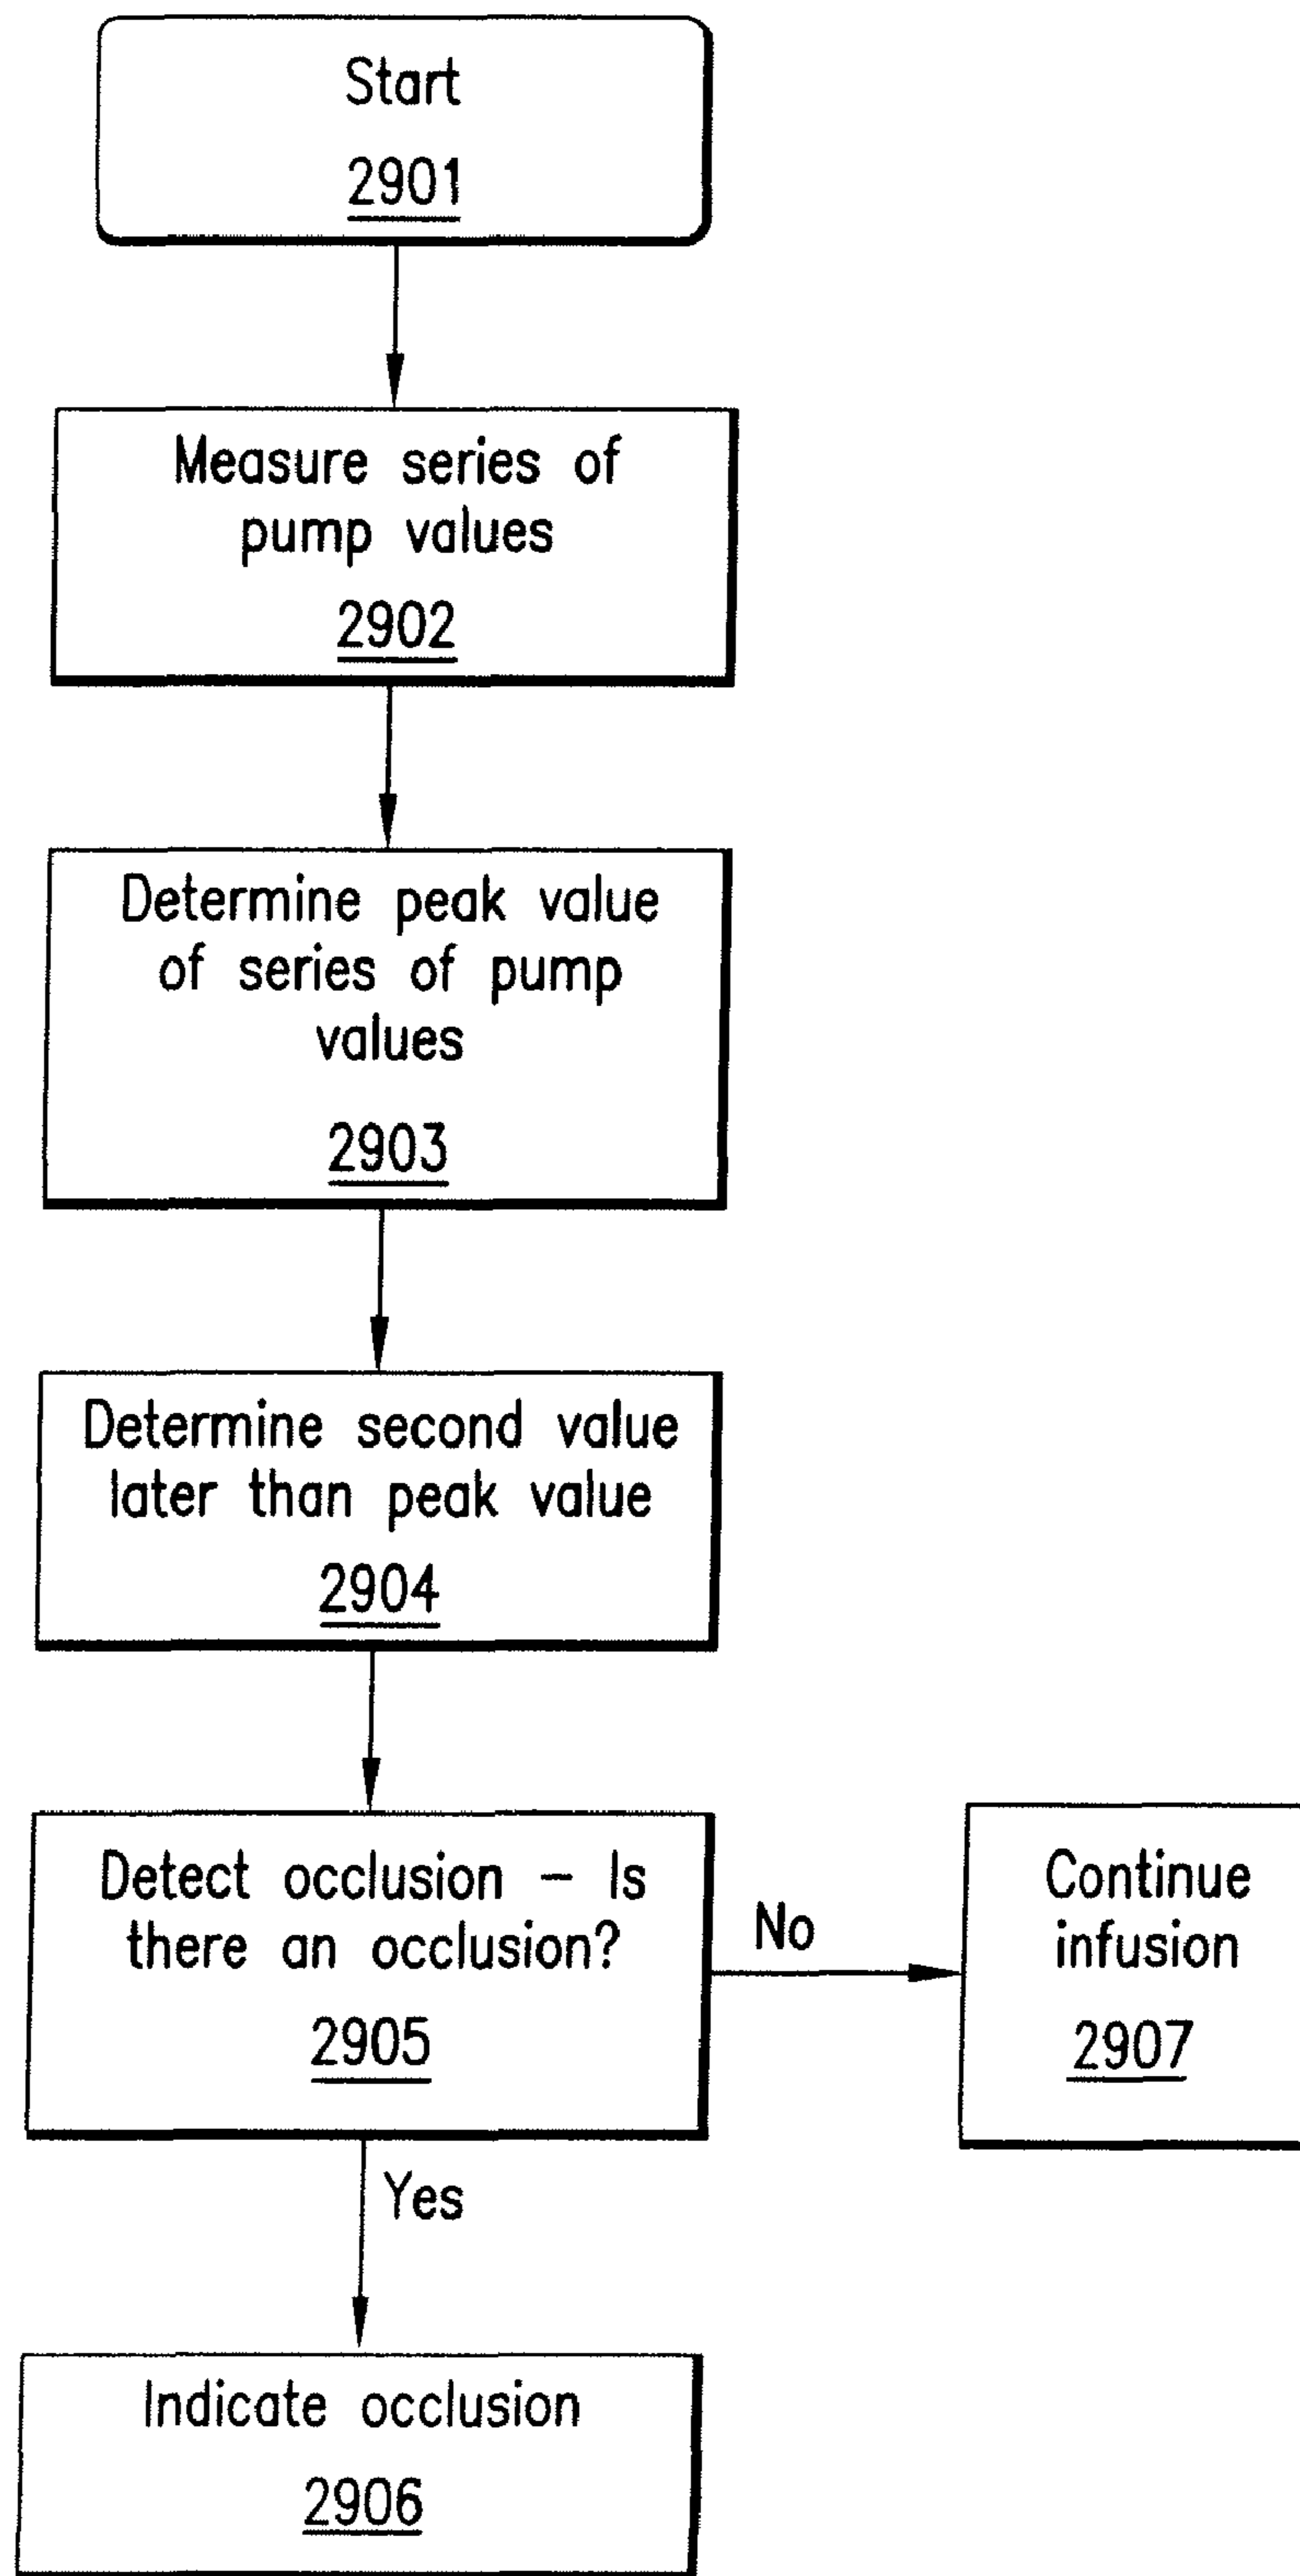 Start
2901
Measure series of
pump values
2902
Determine peak value
of series of pump
values
2903
Determine second value
later than peak value
2904
Detect occlusion – Is
there an occlusion?
2905
No
Continue
infusion
2907
Yes
Indicate occlusion
2906